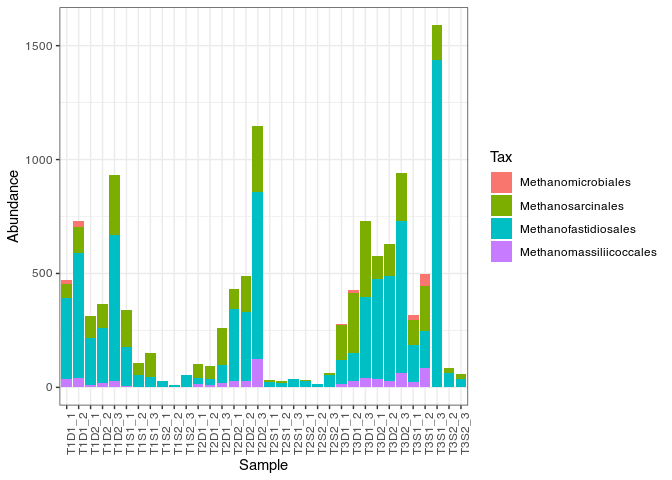 Abundance
1500
1000
500
0
T1D1_1
T1D1_2
T1D2_1
T1D2_2
T1D2_3
T1S1_1
T1S1_2
T1S1_3
T1S2_1
T1S2_2
T1S2_3
T2D1_1
T2D1_2
T2D1_3
T2D2_1
T2D2_2
T2D2_3
T2S1_1
T2S1_2
T2S1_3
T2S2_1
T2S2_2
T2S2_3
T3D1_1
T3D1_2
T3D1_3
T3D2_1
T3D2_2
T3D2_3
T3S1_1
T3S1_2
T3S1_3
T3S2_2
T3S2_3
Sample
Tax
Methanomicrobiales
Methanosarcinales
Methanofastidiosales
Methanomassiliicoccales